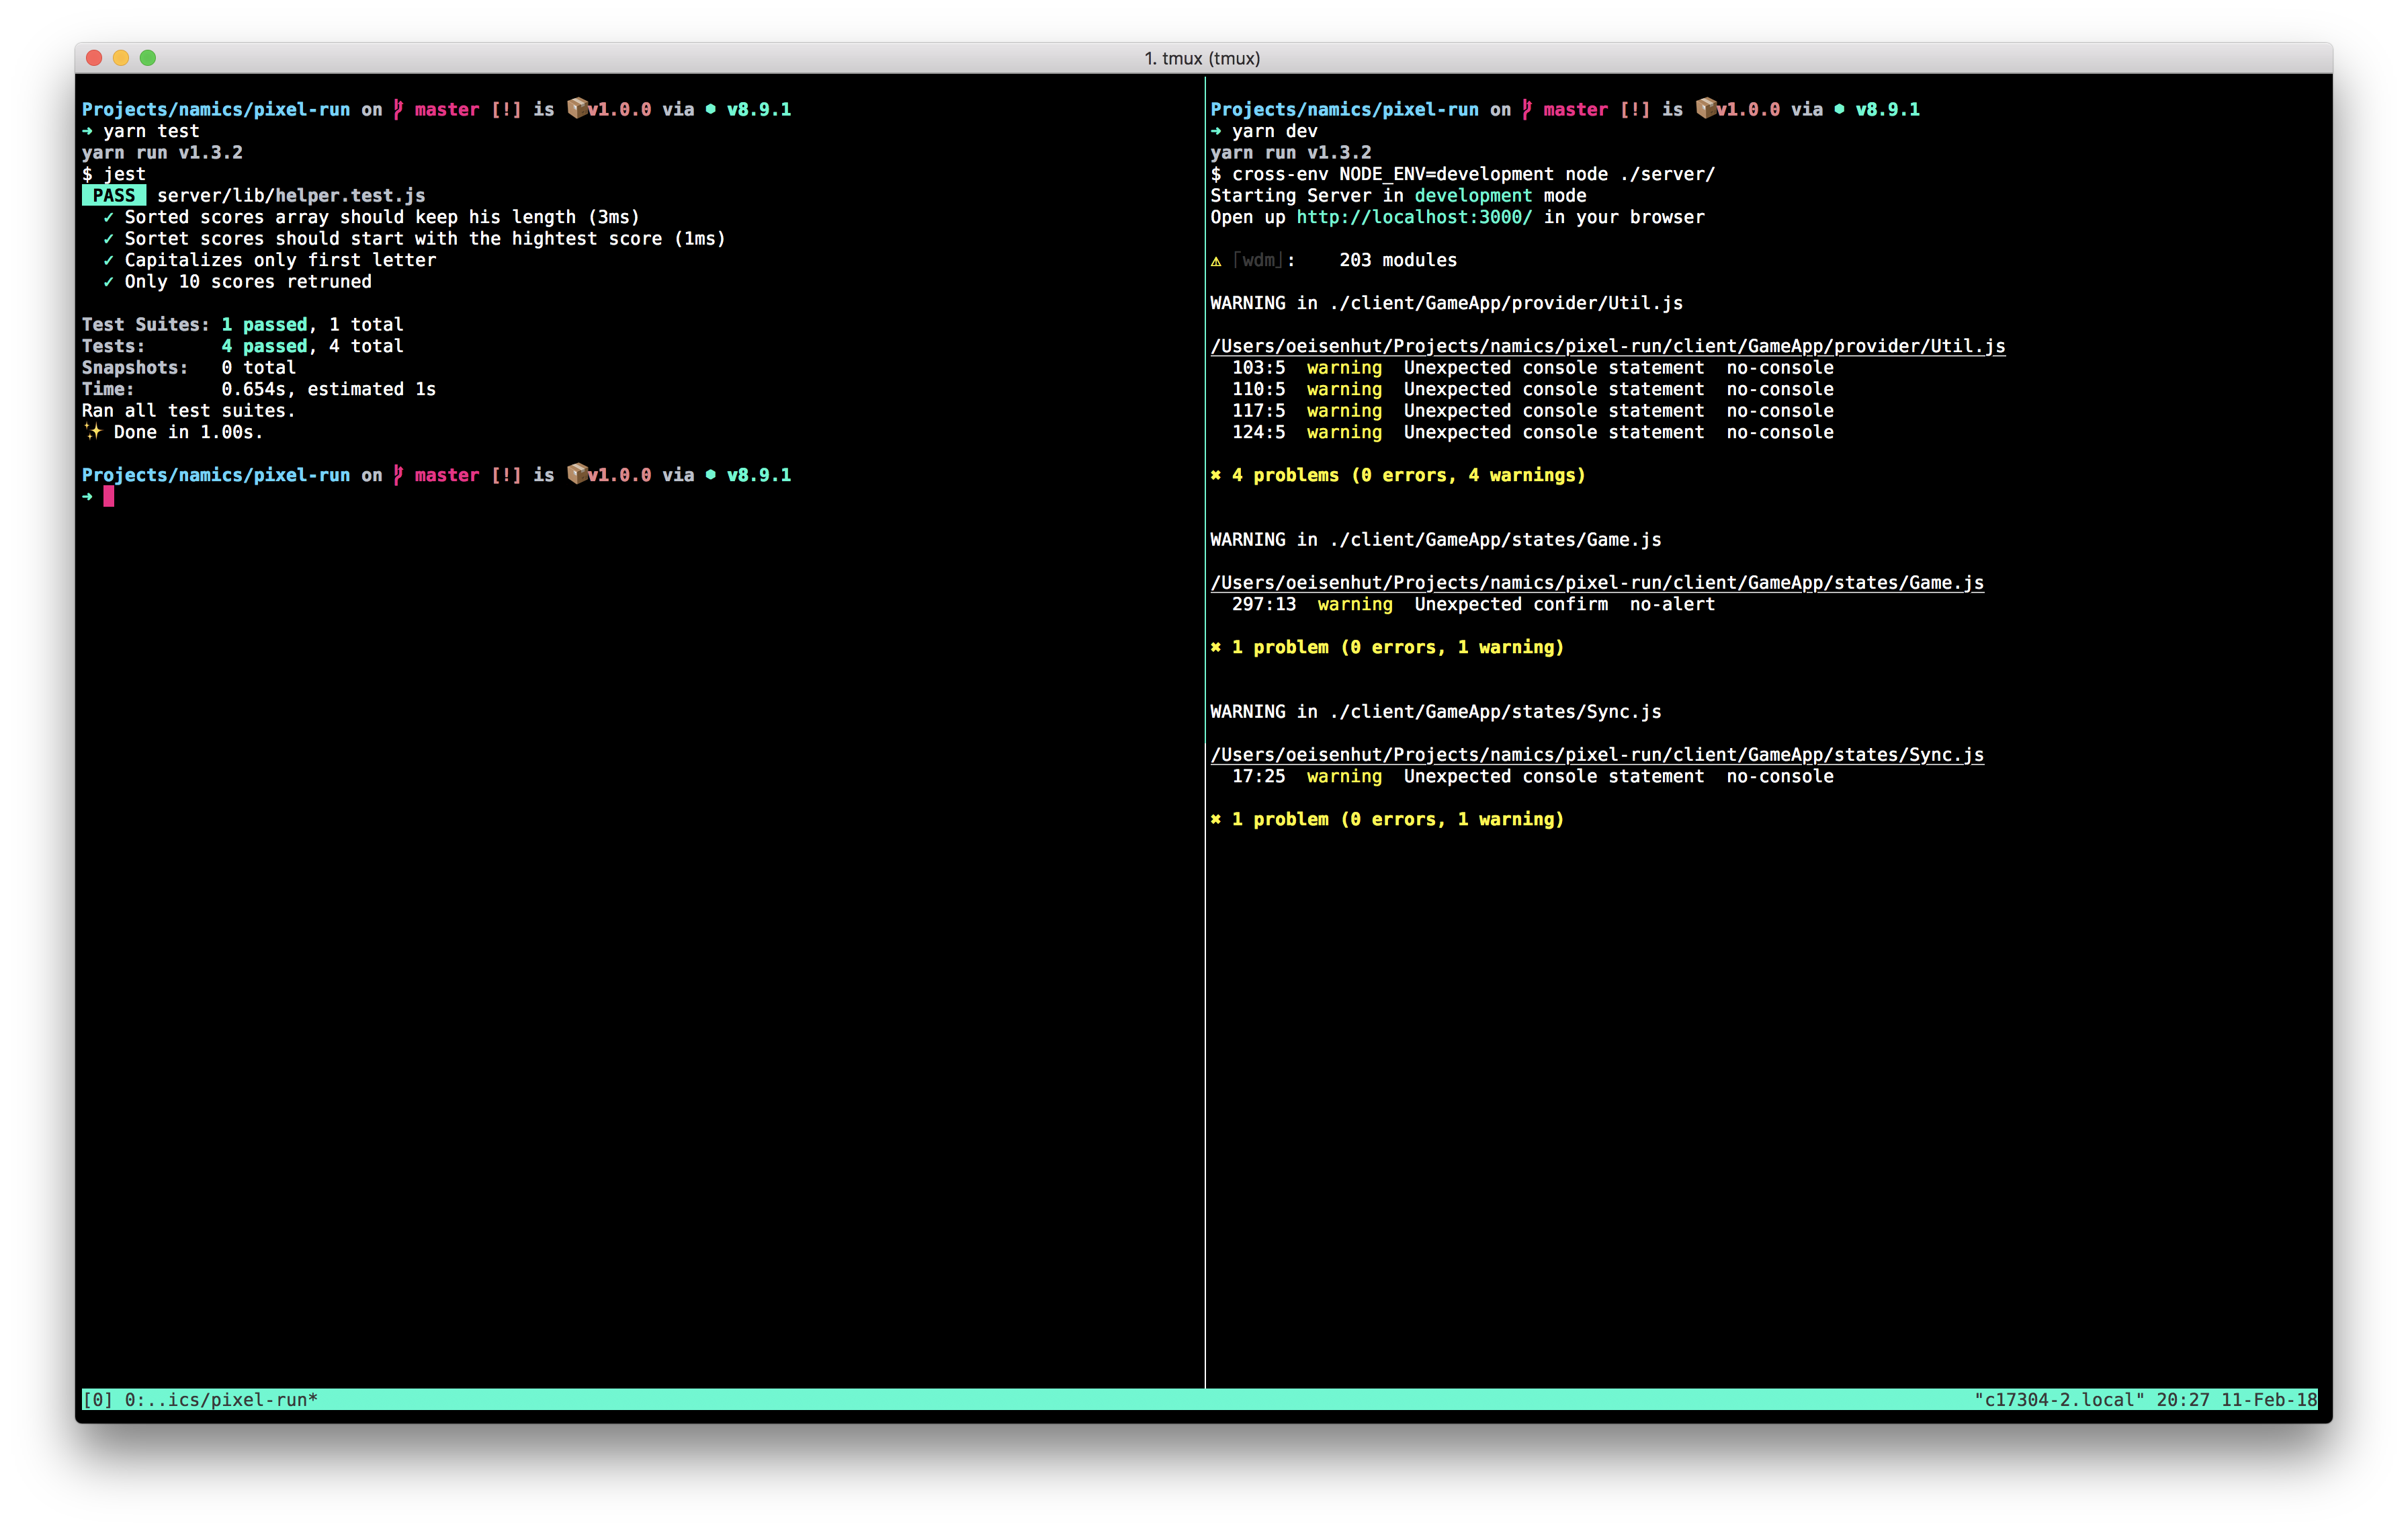 1. tmux (tmux)
Projects/namics/pixel-run on master [!] is 📦v1.0.0 via ⬢ v8.9.1
➜ yarn test
yarn run v1.3.2
$ jest
PASS server/lib/helper.test.js
✓ Sorted scores array should keep his length (3ms)
✓ Sortet scores should start with the highest score (1ms)
✓ Capitalizes only first letter
✓ Only 10 scores retruned
Test Suites: 1 passed, 1 total
Tests: 4 passed, 4 total
Snapshots: 0 total
Time: 0.654s, estimated 1s
Ran all test suites.
✨ Done in 1.00s.
Projects/namics/pixel-run on master [!] is 📦v1.0.0 via ⬢ v8.9.1
➜
Projects/namics/pixel-run on master [!] is 📦v1.0.0 via ⬢ v8.9.1
➜ yarn dev
yarn run v1.3.2
$ cross-env NODE_ENV=development node ./server/
Starting Server in development mode
Open up http://localhost:3000/ in your browser
⚠ ｢wdm｣: 203 modules
WARNING in ./client/GameApp/provider/Util.js
/Users/oeisenhut/Projects/namics/pixel-run/client/GameApp/provider/Util.js
103:5 warning Unexpected console statement no-console
110:5 warning Unexpected console statement no-console
117:5 warning Unexpected console statement no-console
124:5 warning Unexpected console statement no-console
✖ 4 problems (0 errors, 4 warnings)
WARNING in ./client/GameApp/states/Game.js
/Users/oeisenhut/Projects/namics/pixel-run/client/GameApp/states/Game.js
297:13 warning Unexpected confirm no-alert
✖ 1 problem (0 errors, 1 warning)
WARNING in ./client/GameApp/states/Sync.js
/Users/oeisenhut/Projects/namics/pixel-run/client/GameApp/states/Sync.js
17:25 warning Unexpected console statement no-console
✖ 1 problem (0 errors, 1 warning)
[0] 0:..ics/pixel-run* "c17304-2.local" 20:27 11-Feb-18